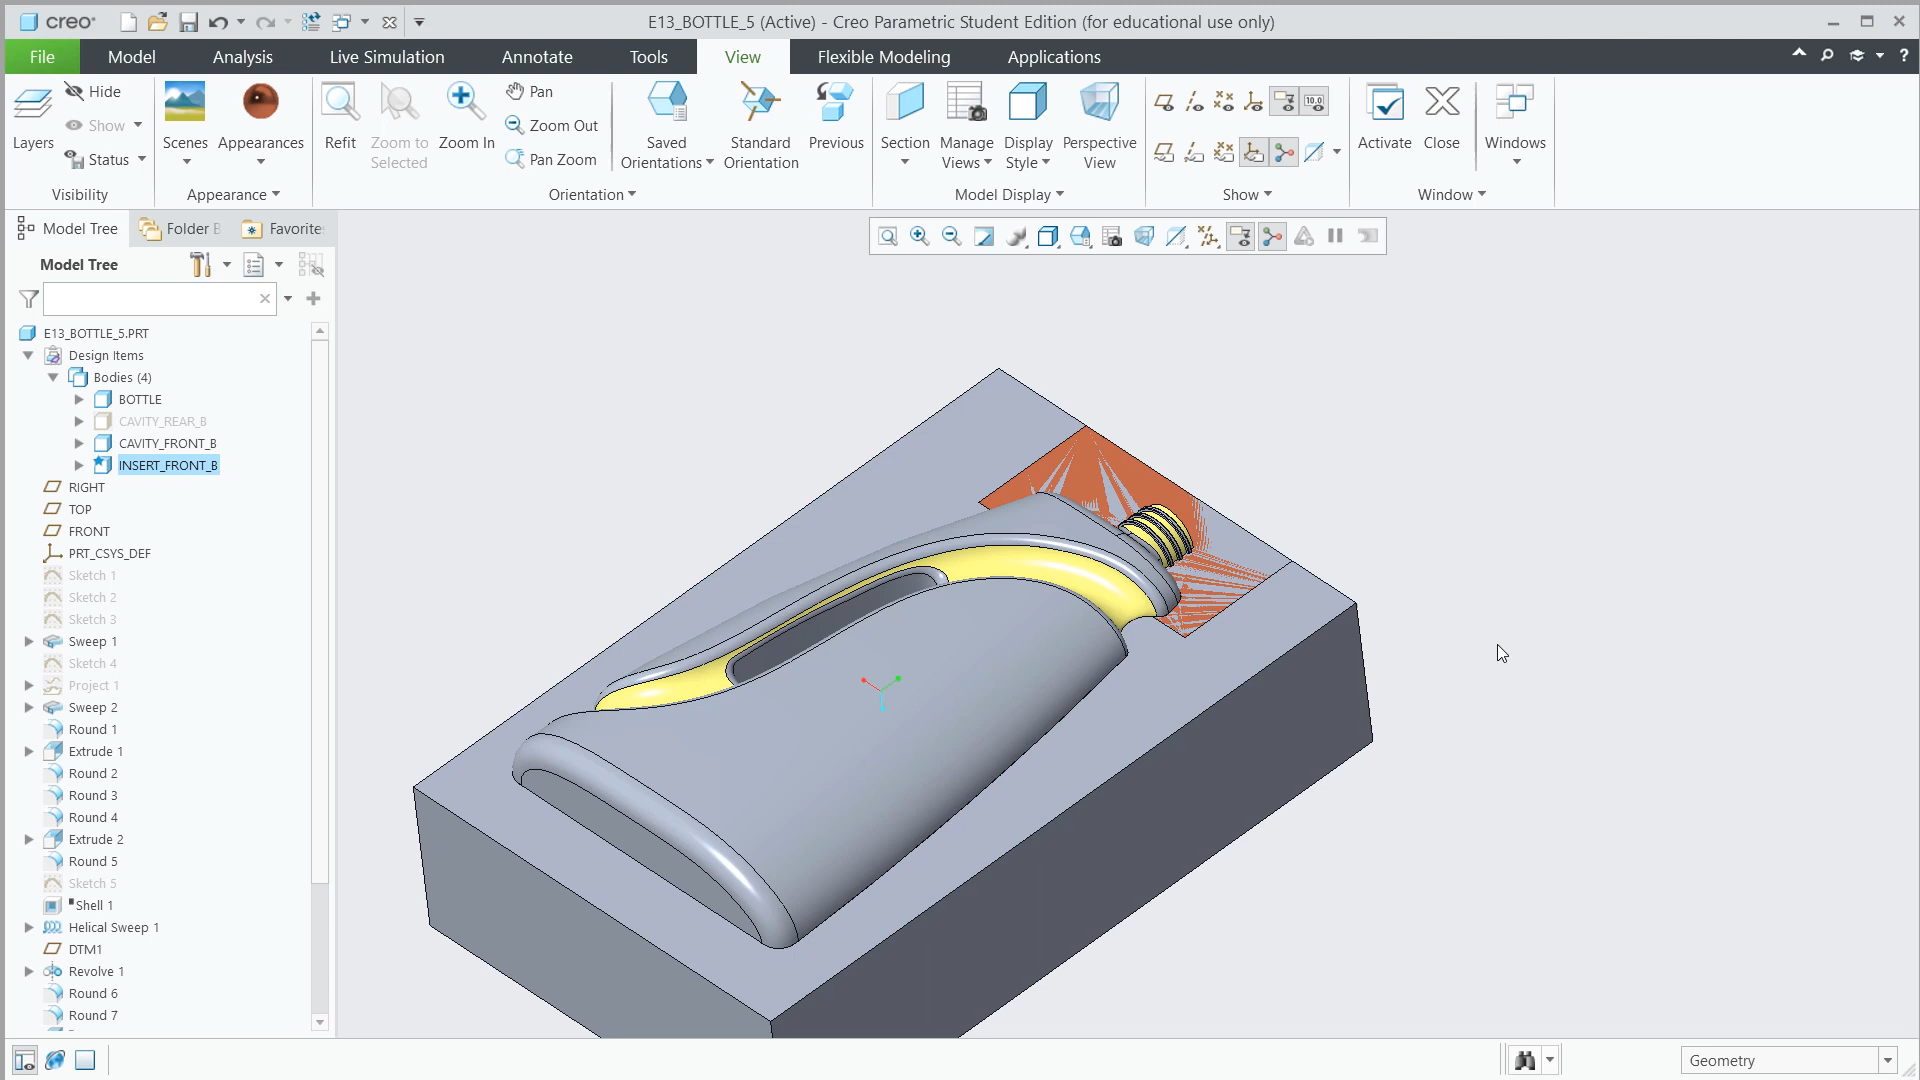 creo
E13_BOTTLE_5 (Active) - Creo Parametric Student Edition (for educational use only)
File Model Analysis Live Simulation Annotate Tools View Flexible Modeling Applications
Layers
Hide
Show
Status
Visibility
Scenes
Appearances
Appearance
Refit
Zoom to Selected
Zoom In
Pan
Zoom Out
Pan Zoom
Saved Orientations
Standard Orientation
Previous
Orientation
Section
Manage Views
Display Style
Perspective View
Model Display
10.0
Show
Activate
Close
Windows
Window
Model Tree Folder B Favorite
Model Tree
E13_BOTTLE_5.PRT
Design Items
Bodies (4)
BOTTLE
CAVITY_REAR_B
CAVITY_FRONT_B
INSERT_FRONT_B
RIGHT
TOP
FRONT
PRT_CSYS_DEF
Sketch 1
Sketch 2
Sketch 3
Sweep 1
Sketch 4
Project 1
Sweep 2
Round 1
Extrude 1
Round 2
Round 3
Round 4
Extrude 2
Round 5
Sketch 5
Shell 1
Helical Sweep 1
DTM1
Revolve 1
Round 6
Round 7
Geometry